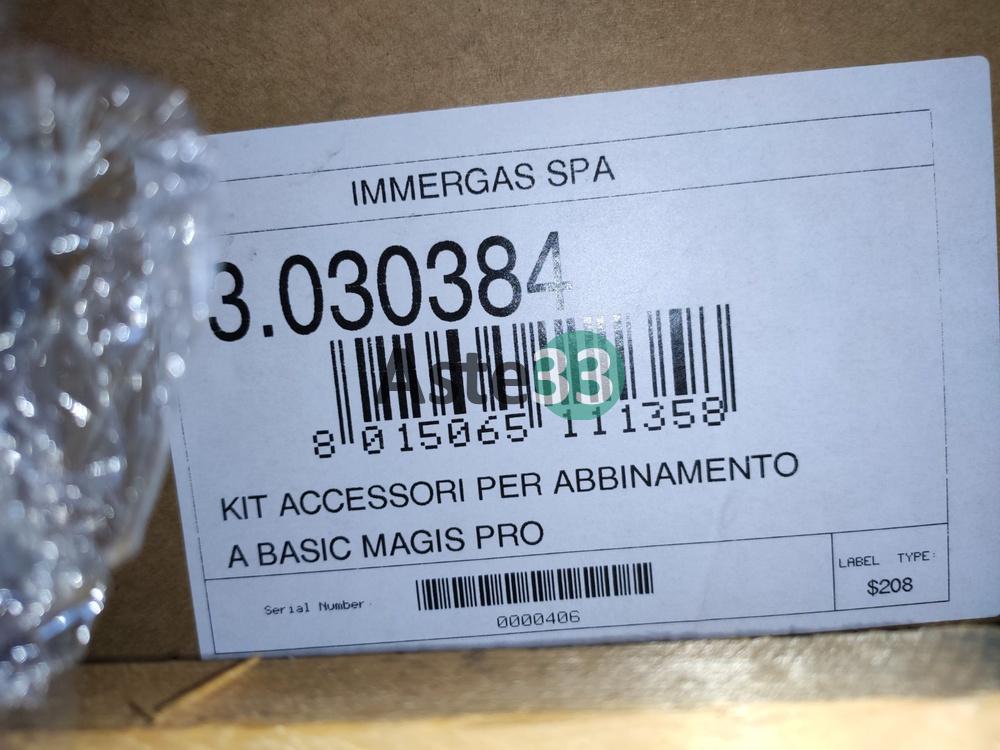 IMMERGAS SPA
3.030384
Aste33
8 015065 111358
KIT ACCESSORI PER ABBINAMENTO
A BASIC MAGIS PRO
Serial Number
0000406
LABEL TYPE:
$208